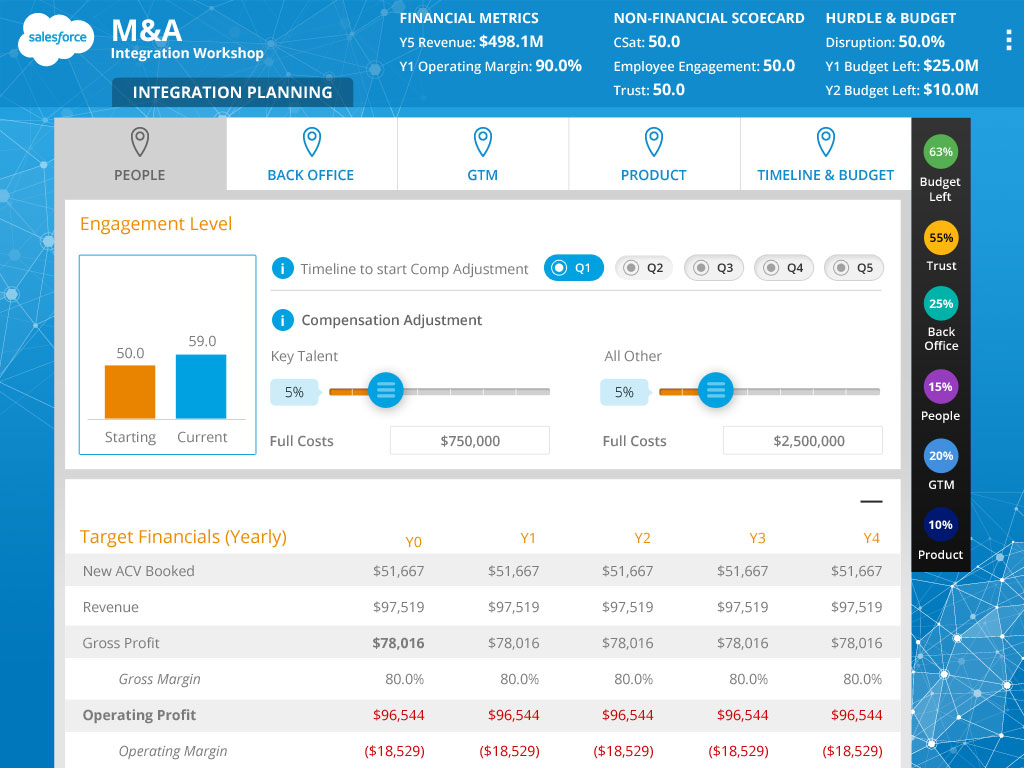 salesforce
M&A
Integration Workshop
INTEGRATION PLANNING
FINANCIAL METRICS
Y5 Revenue: $498.1M
Y1 Operating Margin: 90.0%
NON-FINANCIAL SCOECARD
CSat: 50.0
Employee Engagement: 50.0
Trust: 50.0
HURDLE & BUDGET
Disruption: 50.0%
Y1 Budget Left: $25.0M
Y2 Budget Left: $10.0M
PEOPLE BACK OFFICE GTM PRODUCT TIMELINE & BUDGET
Engagement Level
50.0 59.0
Starting Current
i Timeline to start Comp Adjustment Q1 Q2 Q3 Q4 Q5
i Compensation Adjustment
Key Talent All Other
5% 5%
Full Costs $750,000 Full Costs $2,500,000
Target Financials (Yearly) Y0 Y1 Y2 Y3 Y4
New ACV Booked $51,667 $51,667 $51,667 $51,667 $51,667
Revenue $97,519 $97,519 $97,519 $97,519 $97,519
Gross Profit $78,016 $78,016 $78,016 $78,016 $78,016
Gross Margin 80.0% 80.0% 80.0% 80.0% 80.0%
Operating Profit $96,544 $96,544 $96,544 $96,544 $96,544
Operating Margin ($18,529) ($18,529) ($18,529) ($18,529) ($18,529)
63%
Budget
Left
55%
Trust
25%
Back
Office
15%
People
20%
GTM
10%
Product